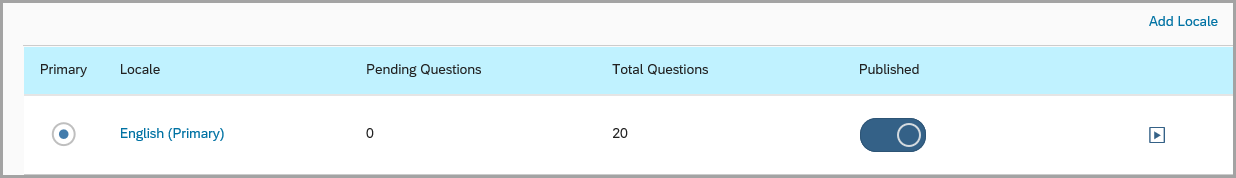 Add Locale
Primary Locale Pending Questions Total Questions Published
English (Primary) 0 20